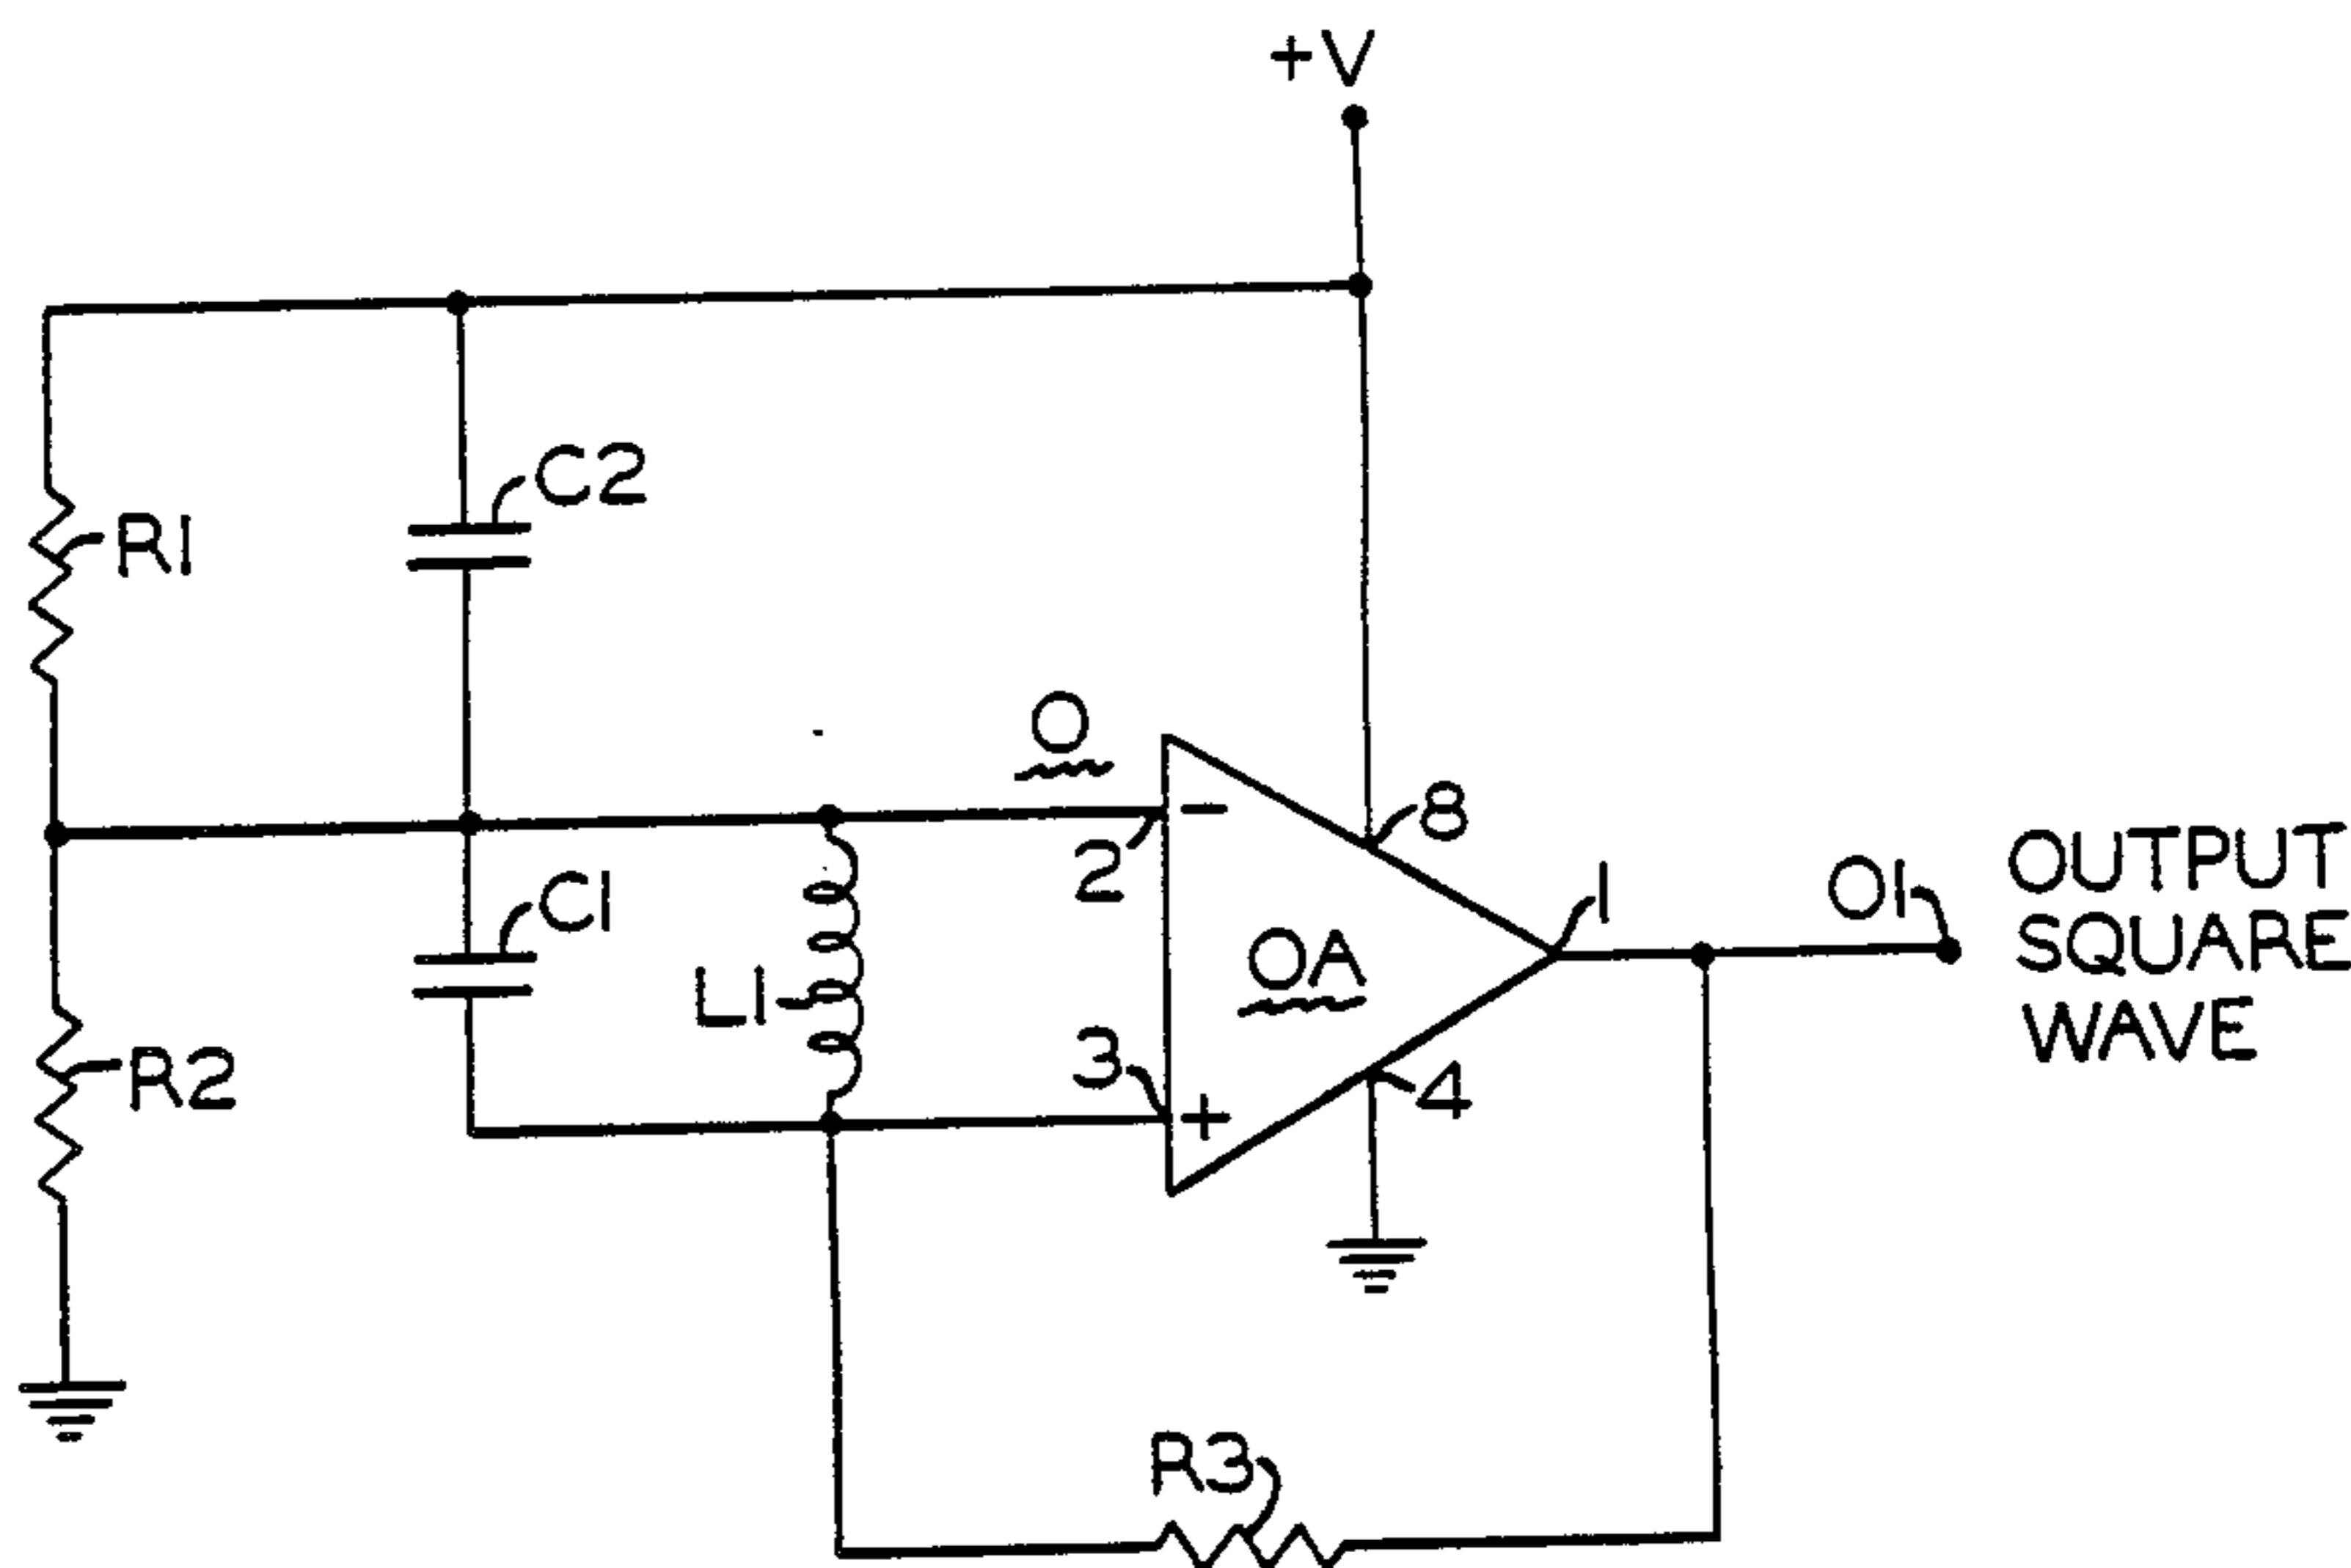 +V
C2
R1
O
8
2
C1
1
O1
OUTPUT
SQUARE
WAVE
-
OA
L1
3
4
R2
+
R3